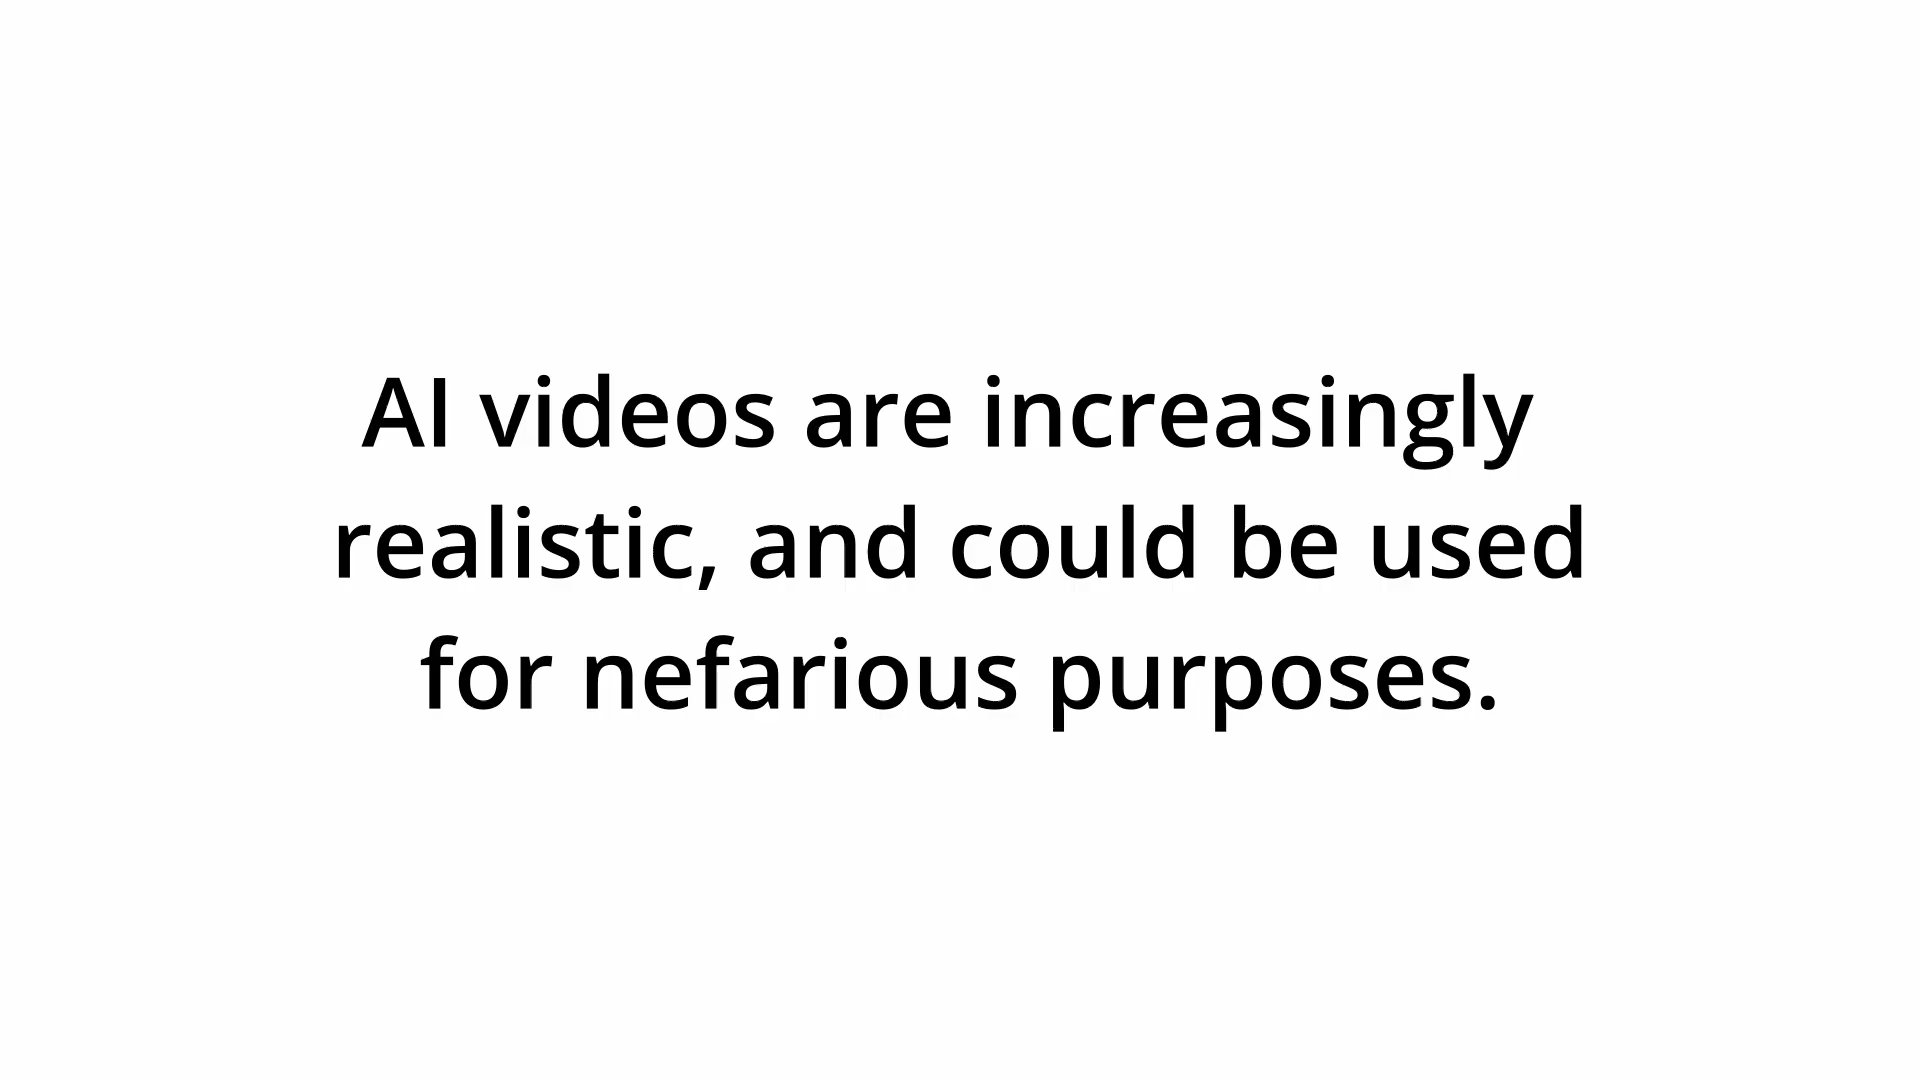 AI videos are increasingly
realistic, and could be used
for nefarious purposes.